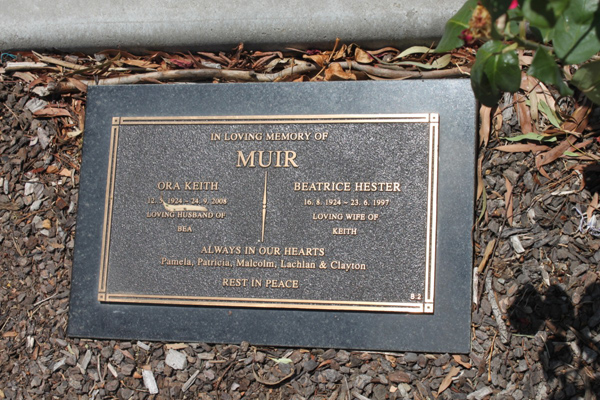 IN LOVING MEMORY OF
MUIR
ORA KEITH
12. 1924 ~ 24. 9. 2008
LOVING HUSBAND OF
BEA
BEATRICE HESTER
16. 8. 1924 ~ 23. 6. 1997
LOVING WIFE OF
KEITH
ALWAYS IN OUR HEARTS
Pamela, Patricia, Malcolm, Lachlan & Clayton
REST IN PEACE